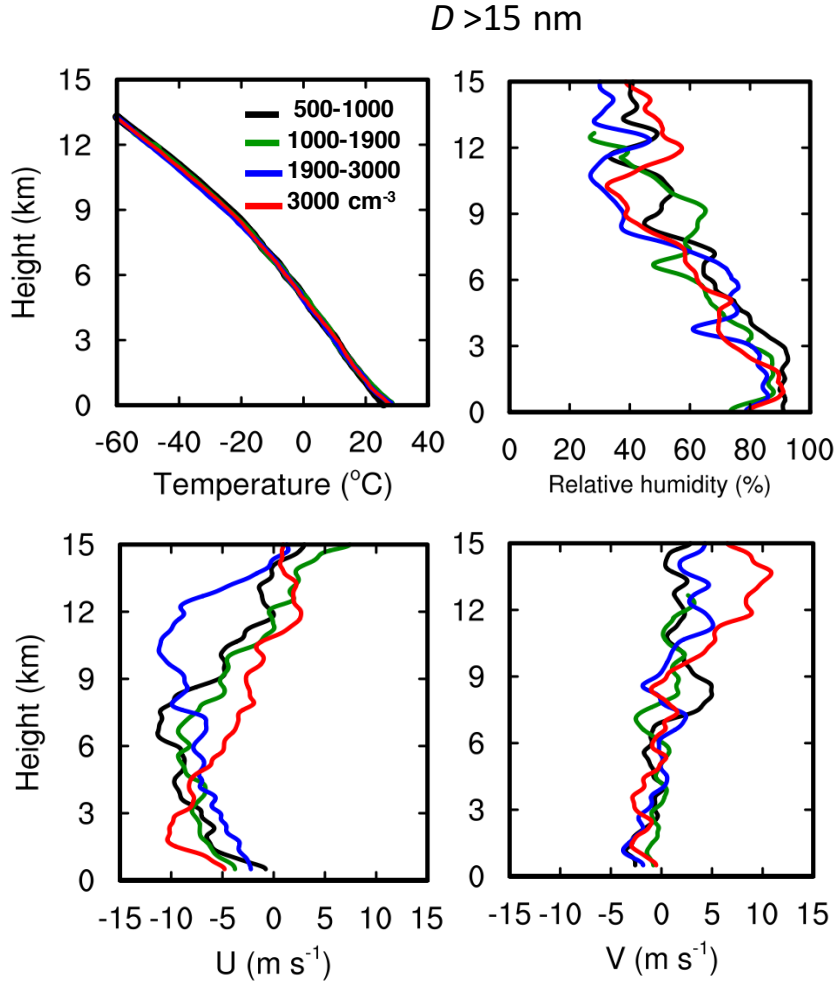 D >15 nm
15
12
9
6
3
0
Height (km)
500-1000
1000-1900
1900-3000
3000 cm-3
-60 -40 -20 0 20 40
Temperature (oC)
15
12
9
6
3
0
0 20 40 60 80 100
Relative humidity (%)
15
12
9
6
3
0
Height (km)
-15 -10 -5 0 5 10 15
U (m s-1)
15
12
9
6
3
0
-15 -10 -5 0 5 10 15
V (m s-1)